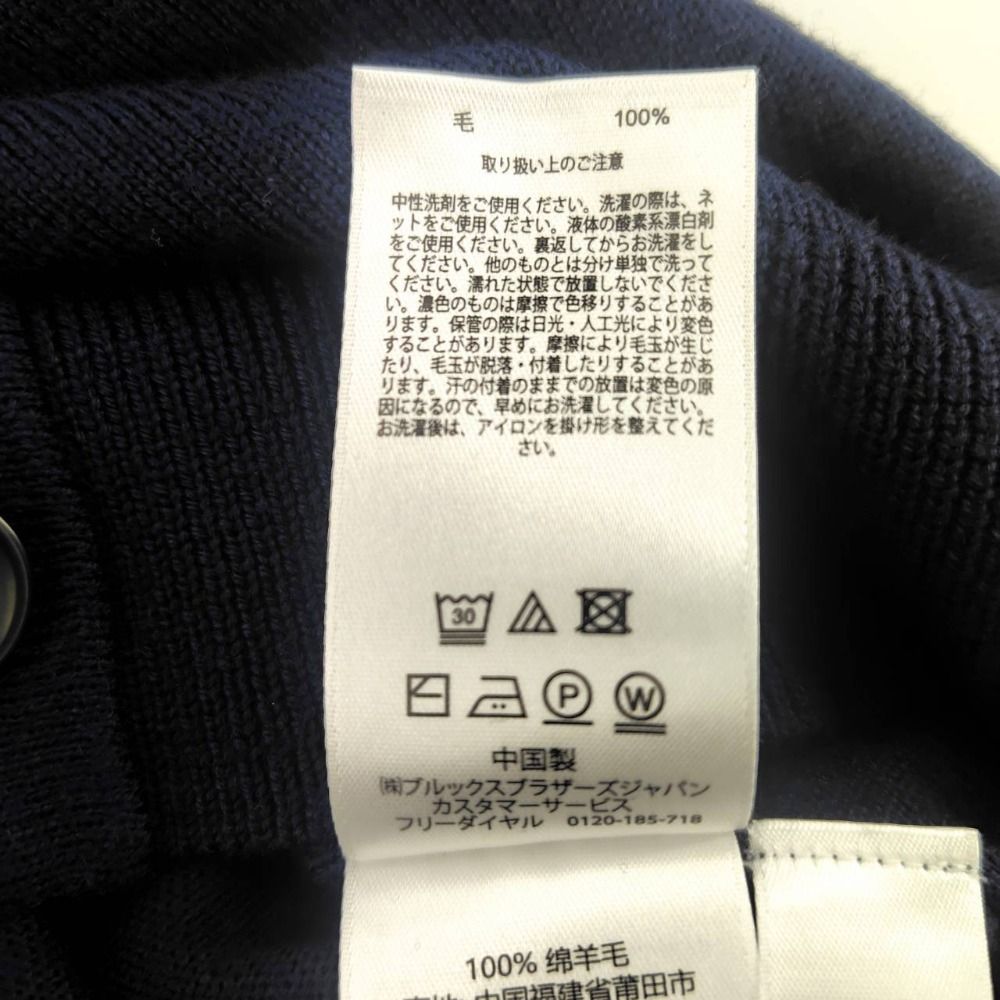 毛 100%
取り扱い上のご注意
中性洗剤をご使用ください。洗濯の際は、ネ
ットをご使用ください。液体の酸素系漂白剤
をご使用ください。裏返してからお洗濯をし
てください。他のものとは分け単独で洗って
ください。濡れた状態で放置しないでくださ
い。濃色のものは摩擦で色移りすることがあ
ります。保管の際は日光・人工光により変色
することがあります。摩擦により毛玉が生じ
たり、毛玉が脱落・付着したりすることがあ
ります。汗の付着のままでの放置は変色の原
因になるので、早めにお洗濯してください。
お洗濯後は、アイロンを掛け形を整えてくだ
さい。
30
P W
中国製
㈱ブルックスブラザーズジャパン
カスタマーサービス
フリーダイヤル 0120-185-718
100% 绵羊毛
产地: 中国福建省莆田市